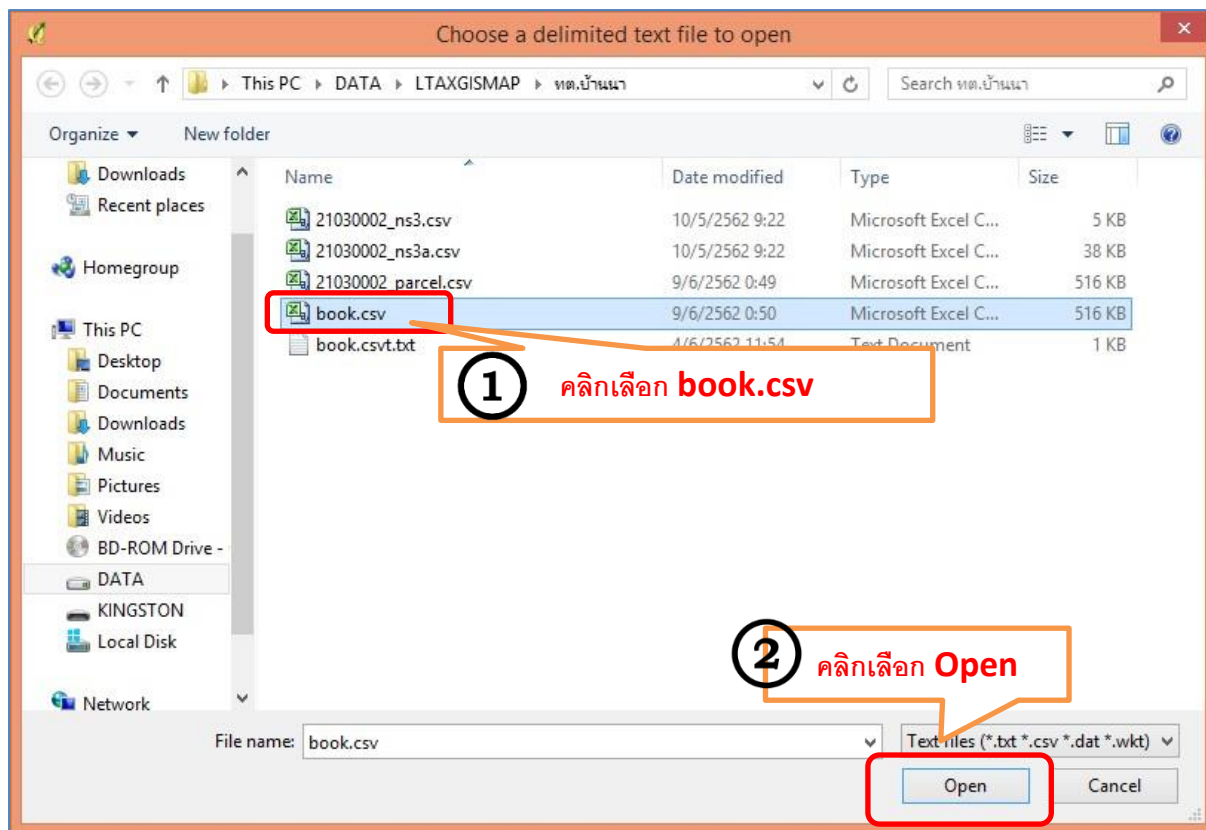 Choose a delimited text file to open
This PC DATA LTAXGISMAP ทต.บ้านนา
Search ทต.บ้านนา
Organize New folder
Downloads
Recent places
Homegroup
This PC
Desktop
Documents
Downloads
Music
Pictures
Videos
BD-ROM Drive -
DATA
KINGSTON
Local Disk
Network
Name Date modified Type Size
21030002_ns3.csv 10/5/2562 9:22 Microsoft Excel C... 5 KB
21030002_ns3a.csv 10/5/2562 9:22 Microsoft Excel C... 38 KB
21030002_parcel.csv 9/6/2562 0:49 Microsoft Excel C... 516 KB
book.csv 9/6/2562 0:50 Microsoft Excel C... 516 KB
book.csvt.txt 4/6/2562 11:54 Text Document 1 KB
1 คลิกเลือก book.csv
2 คลิกเลือก Open
File name: book.csv
Text files (*.txt *.csv *.dat *.wkt)
Open Cancel